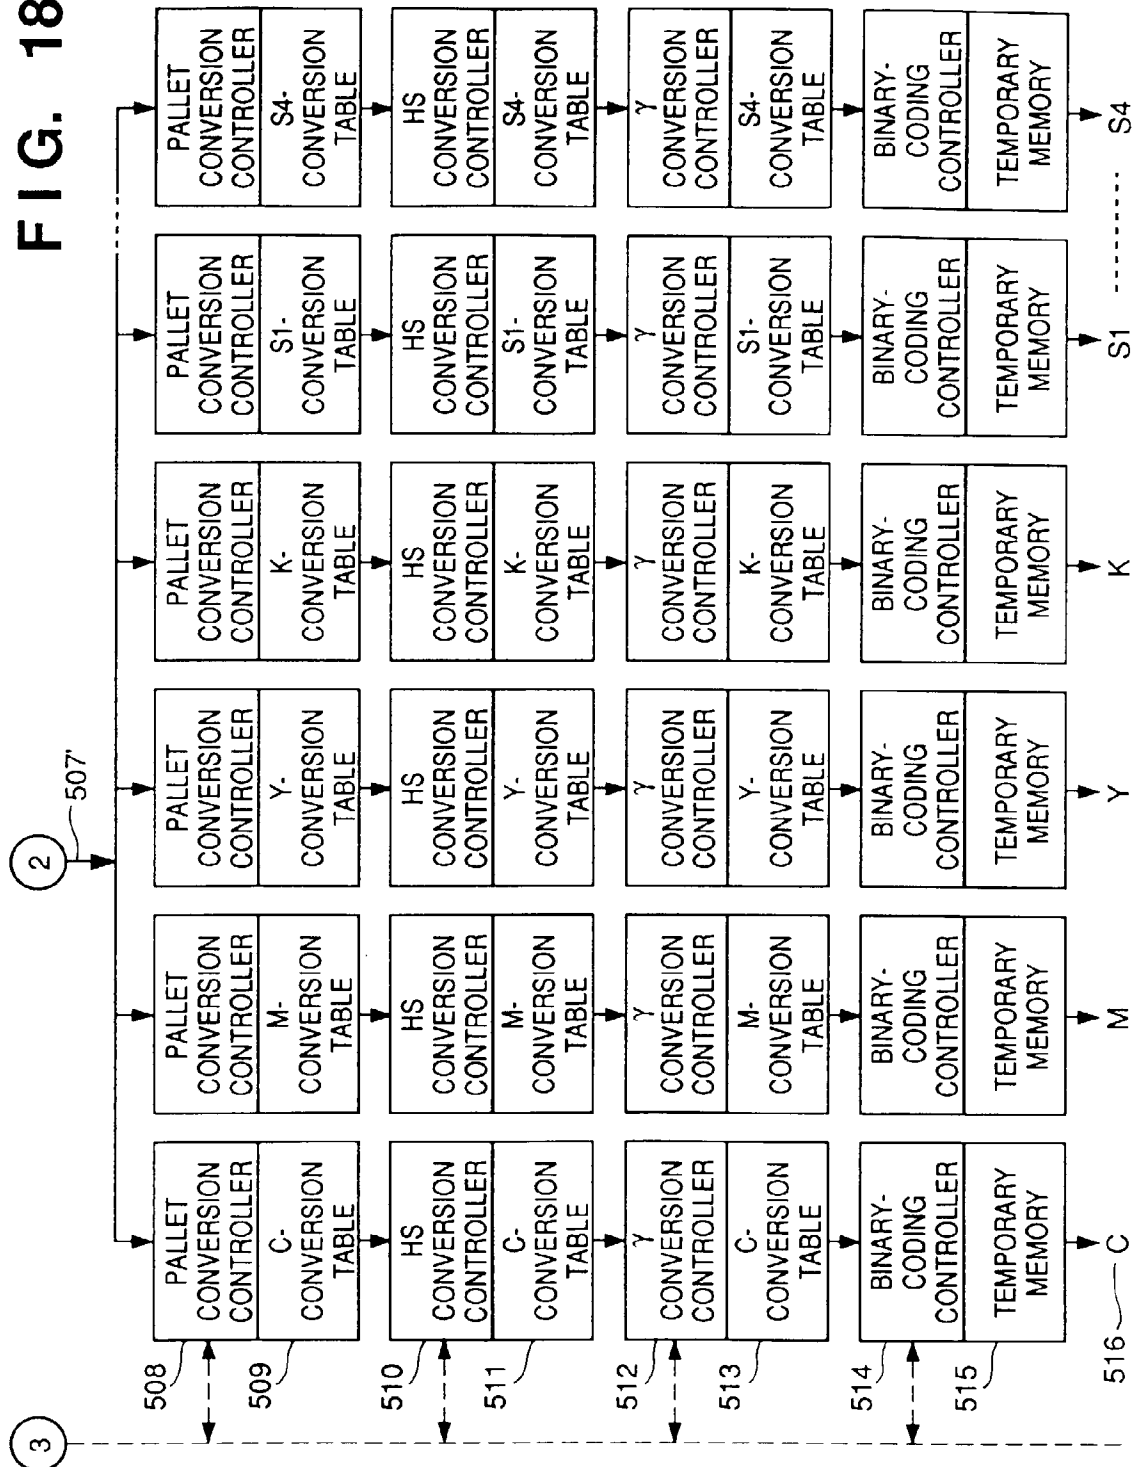 FIG. 18
2
507'
3
508
PALLET
CONVERSION
CONTROLLER
509
C-
CONVERSION
TABLE
510
HS
CONVERSION
CONTROLLER
511
C-
CONVERSION
TABLE
512
γ
CONVERSION
CONTROLLER
513
C-
CONVERSION
TABLE
514
BINARY-
CODING
CONTROLLER
515
TEMPORARY
MEMORY
516
C
PALLET
CONVERSION
CONTROLLER
M-
CONVERSION
TABLE
HS
CONVERSION
CONTROLLER
M-
CONVERSION
TABLE
γ
CONVERSION
CONTROLLER
M-
CONVERSION
TABLE
BINARY-
CODING
CONTROLLER
TEMPORARY
MEMORY
M
PALLET
CONVERSION
CONTROLLER
Y-
CONVERSION
TABLE
HS
CONVERSION
CONTROLLER
Y-
CONVERSION
TABLE
γ
CONVERSION
CONTROLLER
Y-
CONVERSION
TABLE
BINARY-
CODING
CONTROLLER
TEMPORARY
MEMORY
Y
PALLET
CONVERSION
CONTROLLER
K-
CONVERSION
TABLE
HS
CONVERSION
CONTROLLER
K-
CONVERSION
TABLE
γ
CONVERSION
CONTROLLER
K-
CONVERSION
TABLE
BINARY-
CODING
CONTROLLER
TEMPORARY
MEMORY
K
PALLET
CONVERSION
CONTROLLER
S1-
CONVERSION
TABLE
HS
CONVERSION
CONTROLLER
S1-
CONVERSION
TABLE
γ
CONVERSION
CONTROLLER
S1-
CONVERSION
TABLE
BINARY-
CODING
CONTROLLER
TEMPORARY
MEMORY
S1
PALLET
CONVERSION
CONTROLLER
S4-
CONVERSION
TABLE
HS
CONVERSION
CONTROLLER
S4-
CONVERSION
TABLE
γ
CONVERSION
CONTROLLER
S4-
CONVERSION
TABLE
BINARY-
CODING
CONTROLLER
TEMPORARY
MEMORY
S4